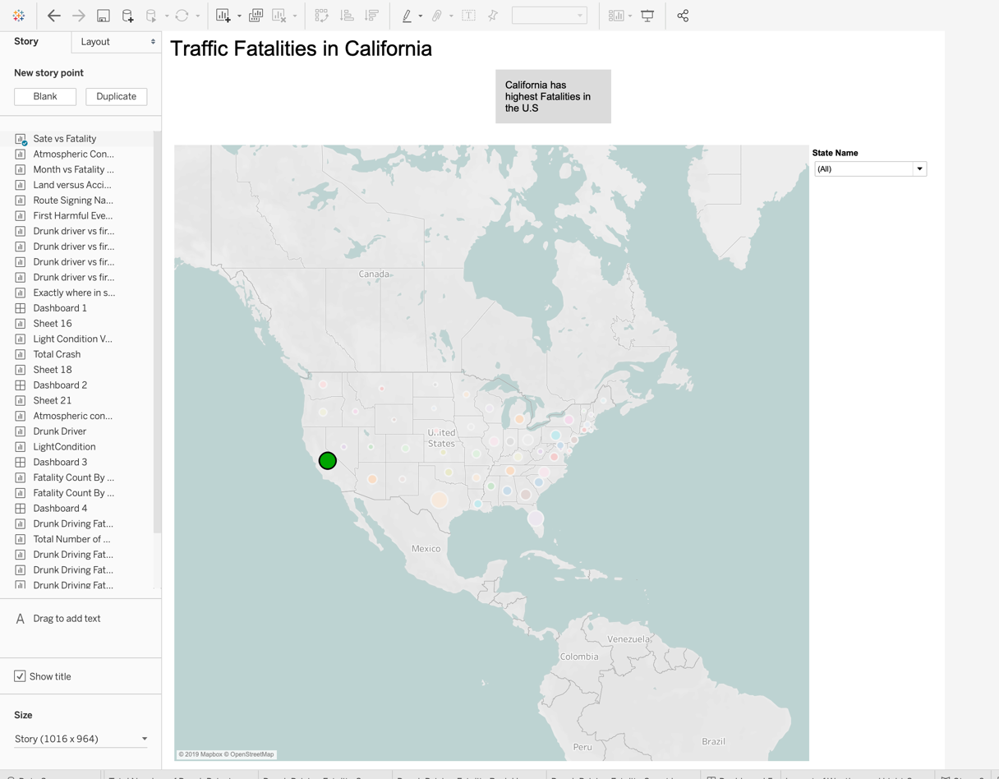 Story
Layout
New story point
Blank
Duplicate
Sate vs Fatality
Atmospheric Con...
Month vs Fatality ...
Land versus Acci...
Route Signing Na...
First Harmful Eve...
Drunk driver vs fir...
Drunk driver vs fir...
Drunk driver vs fir...
Drunk driver vs fir...
Exactly where in s...
Dashboard 1
Sheet 16
Light Condition V...
Total Crash
Sheet 18
Dashboard 2
Sheet 21
Atmospheric con...
Drunk Driver
LightCondition
Dashboard 3
Fatality Count By ...
Fatality Count By ...
Dashboard 4
Drunk Driving Fat...
Total Number of ...
Drunk Driving Fat...
Drunk Driving Fat...
Drunk Driving Fat...
A Drag to add text
Show title
Size
Story (1016 x 964)
Traffic Fatalities in California
California has
highest Fatalities in
the U.S
State Name
(All)
Canada
United
States
Mexico
Venezuela
Colombia
Peru
Brazil
© 2019 Mapbox © OpenStreetMap